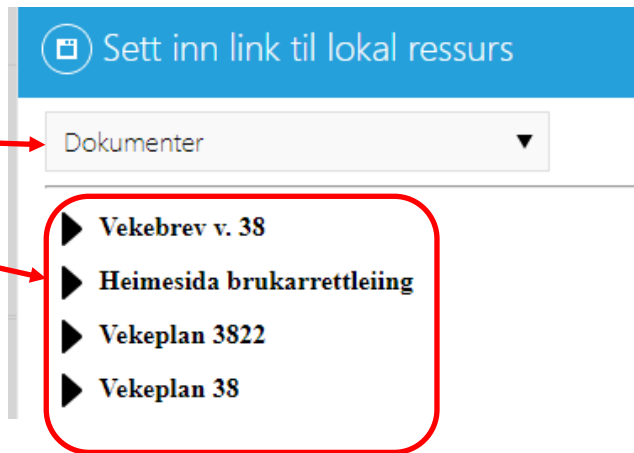 Sett inn link til lokal ressurs
Dokumenter
Vekebrev v. 38
Heimesida brukarrettleiing
Vekeplan 3822
Vekeplan 38